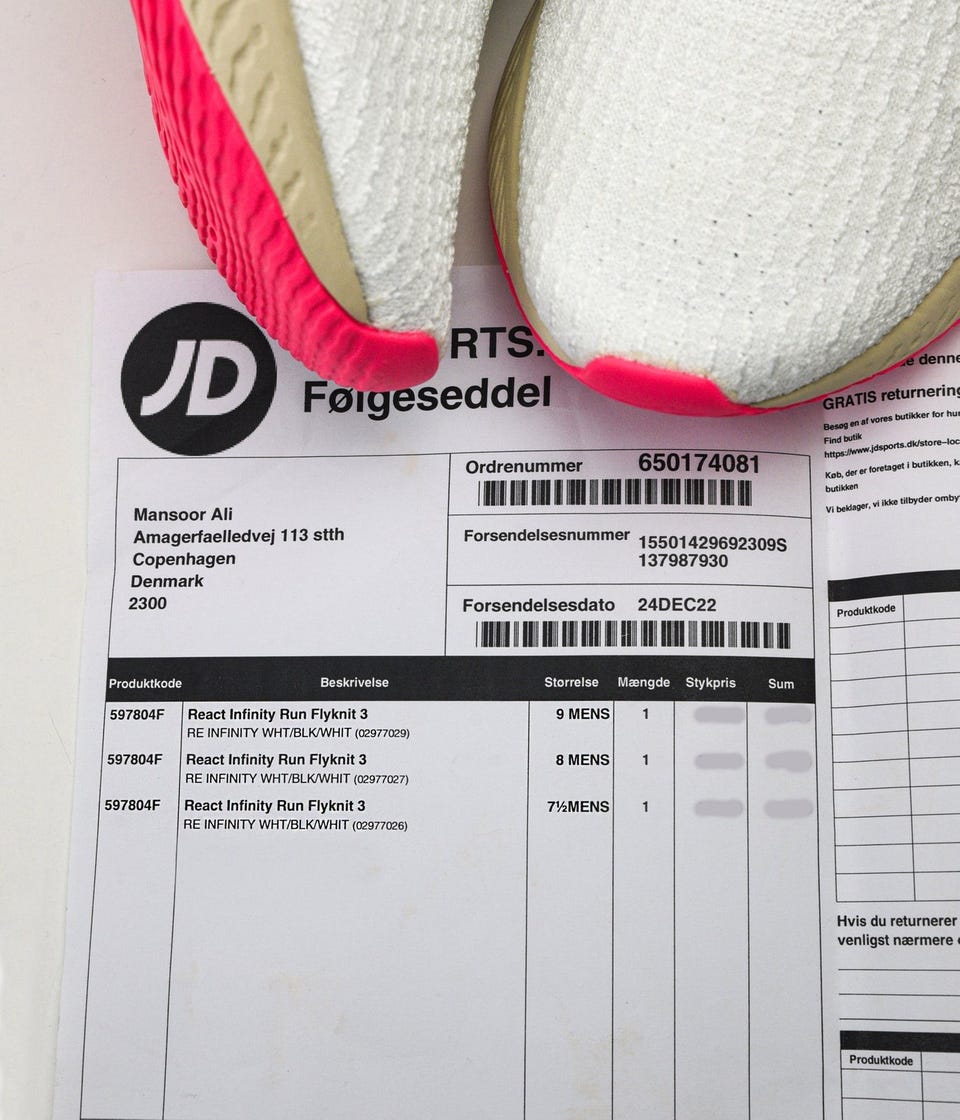 JD
RTS.
Følgeseddel
Mansoor Ali
Amagerfaelledvej 113 stth
Copenhagen
Denmark
2300
Ordrenummer 650174081
Forsendelsesnummer 15501429692309S
137987930
Forsendelsesdato 24DEC22
Produktkode Beskrivelse Storrelse Mængde Stykpris Sum
597804F React Infinity Run Flyknit 3 9 MENS 1
RE INFINITY WHT/BLK/WHIT (02977029)
597804F React Infinity Run Flyknit 3 8 MENS 1
RE INFINITY WHT/BLK/WHIT (02977027)
597804F React Infinity Run Flyknit 3 7½MENS 1
RE INFINITY WHT/BLK/WHIT (02977026)
denne
GRATIS returnering
Besøg en af vores butikker for
Find butik
https://www.jdsports.dk/store-loc
Køb, der er foretaget i butikken,
butikken
Vi beklager, vi ikke tilbyder
Produktkode
Hvis du returnerer
venligst nærmere
Produktkode